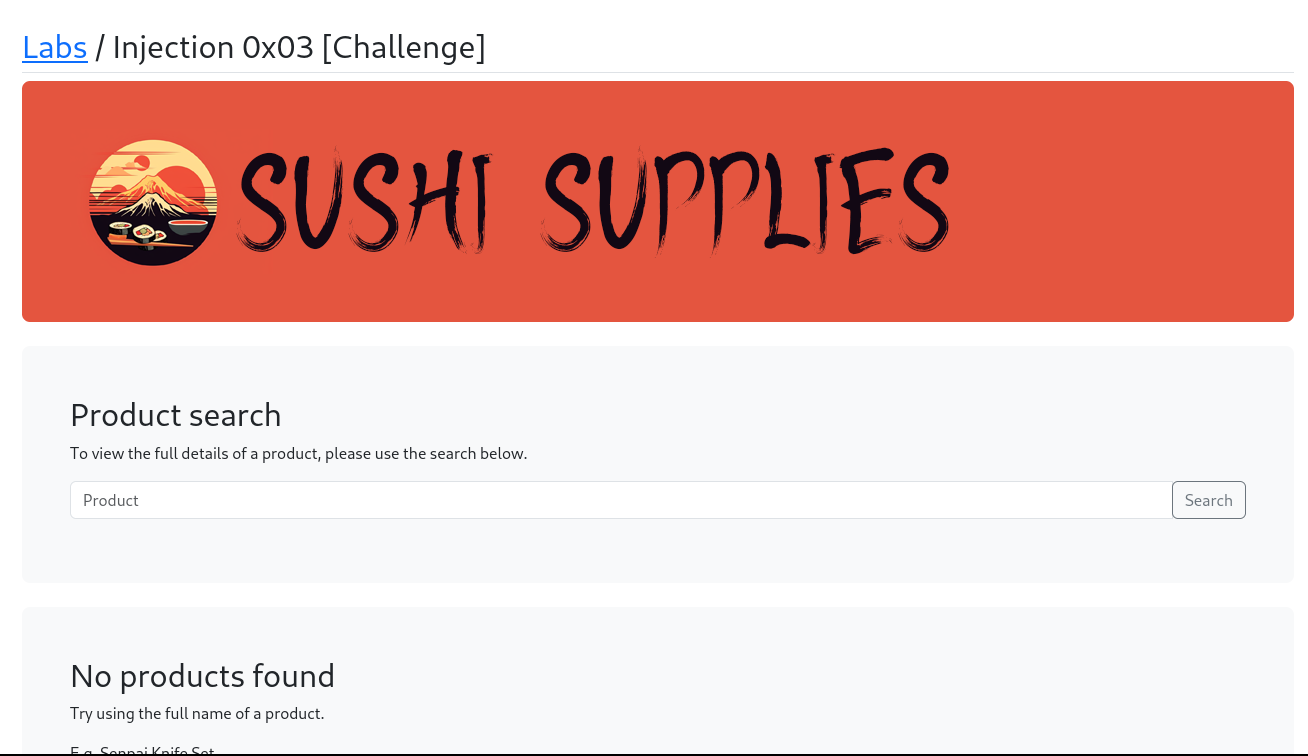 Labs / Injection 0x03 [Challenge]
SUSHI SUPPLIES
Product search
To view the full details of a product, please use the search below.
Product
Search
No products found
Try using the full name of a product.
E.g. Senpai Knife Set